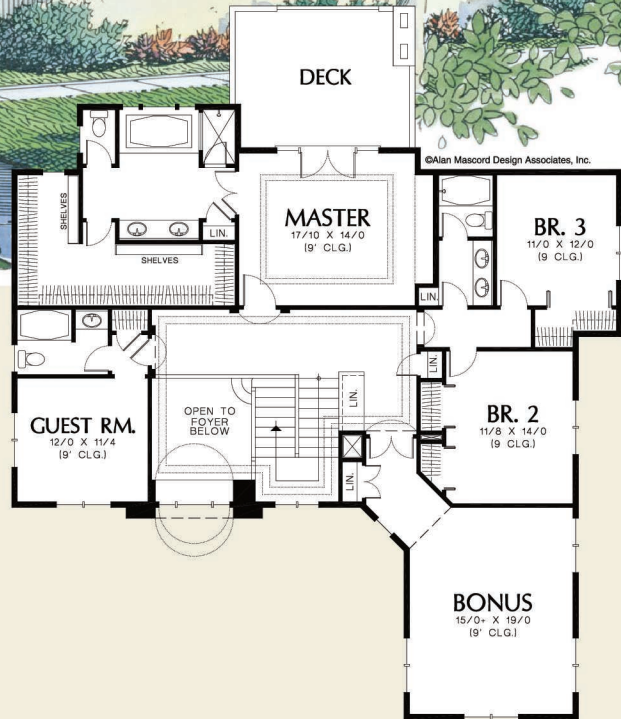 DECK
©Alan Mascord Design Associates, Inc.
SHELVES
MASTER
17/10 X 14/0
(9' CLG.)
BR. 3
11/0 X 12/0
(9 CLG.)
LIN.
SHELVES
LIN.
LIN.
OPEN TO
FOYER
BELOW
LIN.
GUEST RM.
12/0 X 11/4
(9' CLG.)
BR. 2
11/8 X 14/0
(9 CLG.)
LIN.
BONUS
15/0+ X 19/0
(9' CLG.)